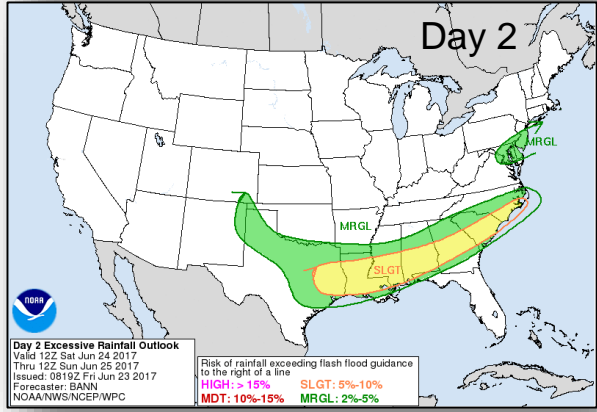 Day 2
MRGL
MRGL
SLGT
NOAA
Day 2 Excessive Rainfall Outlook
Valid 12Z Sat Jun 24 2017
Thru 12Z Sun Jun 25 2017
Issued: 0819Z Fri Jun 23 2017
Forecaster: BANN
NOAA/NWS/NCEP/WPC
Risk of rainfall exceeding flash flood guidance
to the right of a line
HIGH: > 15% SLGT: 5%-10%
MDT: 10%-15% MRGL: 2%-5%